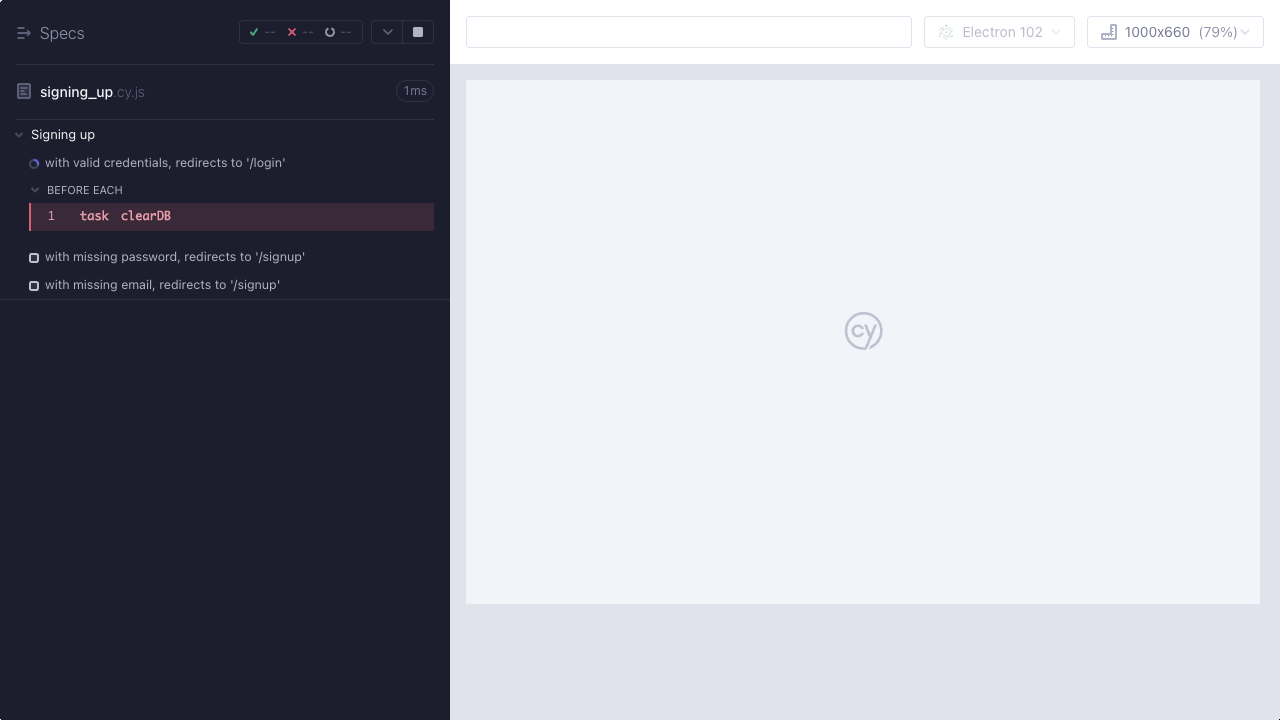 Specs
-- -- --
signing_up.cy.js 1ms
Signing up
with valid credentials, redirects to '/login'
BEFORE EACH
1 task clearDB
with missing password, redirects to '/signup'
with missing email, redirects to '/signup'
Electron 102
1000x660 (79%)
cy